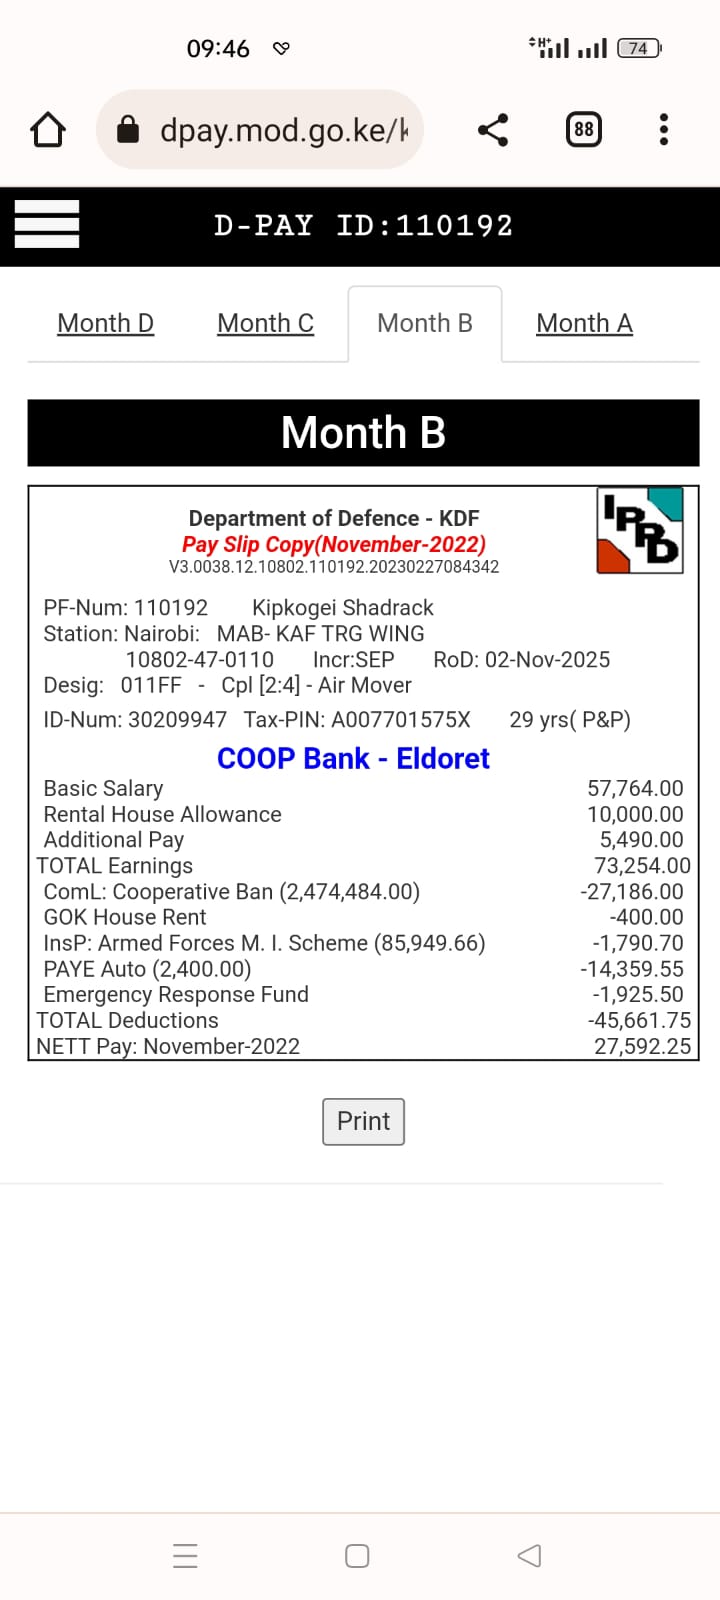 09:46
H+
74
dpay.mod.go.ke/k
88
D-PAY ID:110192
Month D Month C Month B Month A
Month B
Department of Defence - KDF
IPPD
Pay Slip Copy(November-2022)
V3.0038.12.10802.110192.20230227084342
PF-Num: 110192 Kipkogei Shadrack
Station: Nairobi: MAB- KAF TRG WING
10802-47-0110 Incr:SEP RoD: 02-Nov-2025
Desig: 011FF - Cpl [2:4] - Air Mover
ID-Num: 30209947 Tax-PIN: A007701575X 29 yrs( P&P)
COOP Bank - Eldoret
Basic Salary 57,764.00
Rental House Allowance 10,000.00
Additional Pay 5,490.00
TOTAL Earnings 73,254.00
ComL: Cooperative Ban (2,474,484.00) -27,186.00
GOK House Rent -400.00
InsP: Armed Forces M. I. Scheme (85,949.66) -1,790.70
PAYE Auto (2,400.00) -14,359.55
Emergency Response Fund -1,925.50
TOTAL Deductions -45,661.75
NETT Pay: November-2022 27,592.25
Print